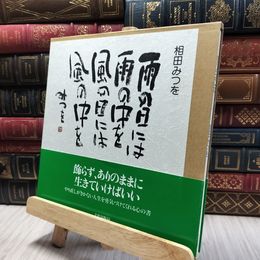 相田みつを
雨の日には
雨の中を
風の日には
風の中を
みつを
飾らず、ありのままに
生きていけばいい